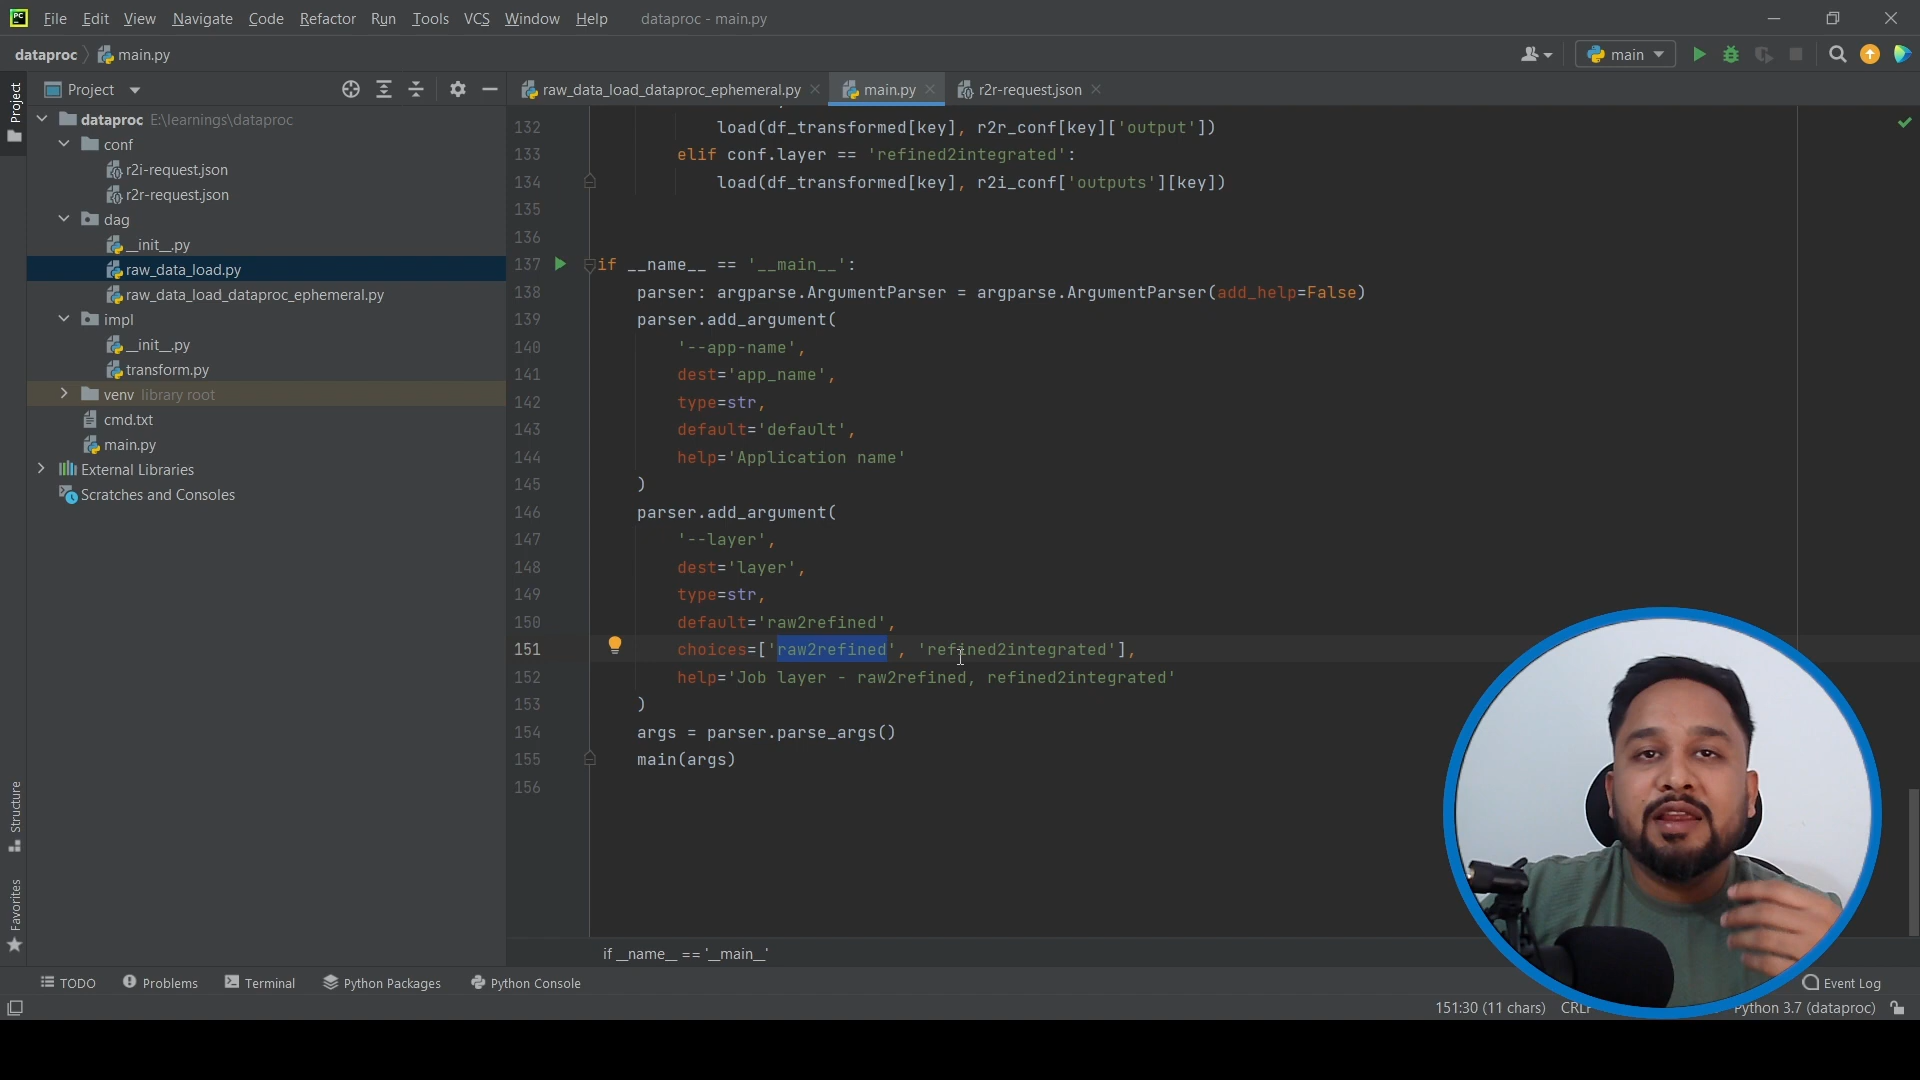 PC File Edit View Navigate Code Refactor Run Tools VCS Window Help dataproc - main.py
dataproc main.py
main
Project
Project
raw_data_load_dataproc_ephemeral.py
main.py
r2r-request.json
dataproc E:\learnings\dataproc
conf
r2i-request.json
r2r-request.json
dag
__init__.py
raw_data_load.py
raw_data_load_dataproc_ephemeral.py
impl
__init__.py
transform.py
venv library root
cmd.txt
main.py
External Libraries
Scratches and Consoles
132 load(df_transformed[key], r2r_conf[key]['output'])
133 elif conf.layer == 'refined2integrated':
134 load(df_transformed[key], r2i_conf['outputs'][key])
135
136
137 if __name__ == '__main__':
138 parser: argparse.ArgumentParser = argparse.ArgumentParser(add_help=False)
139 parser.add_argument(
140 '--app-name',
141 dest='app_name',
142 type=str,
143 default='default',
144 help='Application name'
145 )
146 parser.add_argument(
147 '--layer',
148 dest='layer',
149 type=str,
150 default='raw2refined',
151 choices=['raw2refined', 'refined2integrated'],
152 help='Job layer - raw2refined, refined2integrated'
153 )
154 args = parser.parse_args()
155 main(args)
156
Structure
Favorites
if __name__ == '__main__'
TODO Problems Terminal Python Packages Python Console Event Log
151:30 (11 chars) CRLF Python 3.7 (dataproc)